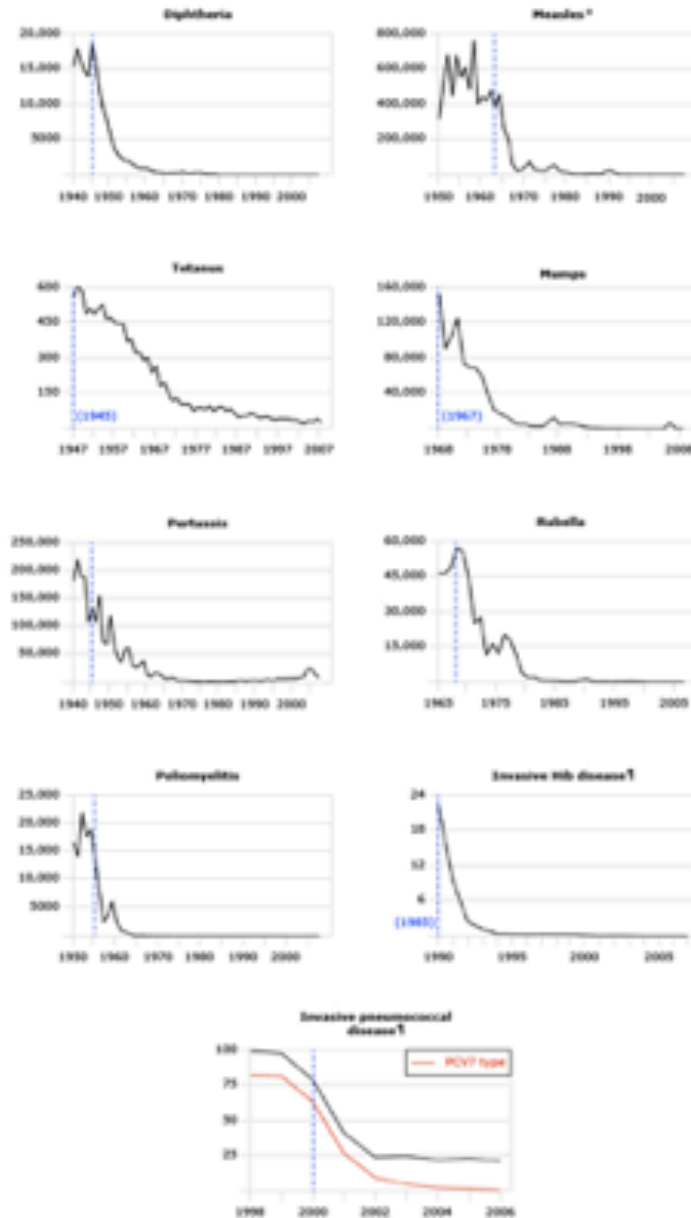 Diphtheria
20,000
15,000
10,000
5000
1940 1950 1960 1970 1980 1990 2000
Measles*
800,000
600,000
400,000
200,000
1950 1960 1970 1980 1990 2000
Tetanus
600
450
300
150
(1945)
1947 1957 1967 1977 1987 1997 2007
Mumps
160,000
120,000
80,000
40,000
(1967)
1968 1978 1988 1998 2008
Pertussis
250,000
200,000
150,000
100,000
50,000
1940 1950 1960 1970 1980 1990 2000
Rubella
60,000
45,000
30,000
15,000
1965 1975 1985 1995 2005
Poliomyelitis
25,000
20,000
15,000
10,000
5000
1950 1960 1970 1980 1990 2000
Invasive Hib disease¶
24
18
12
6
(1985)
1990 1995 2000 2005
Invasive pneumococcal
disease¶
100
75
50
25
PCV7 type
1998 2000 2002 2004 2006